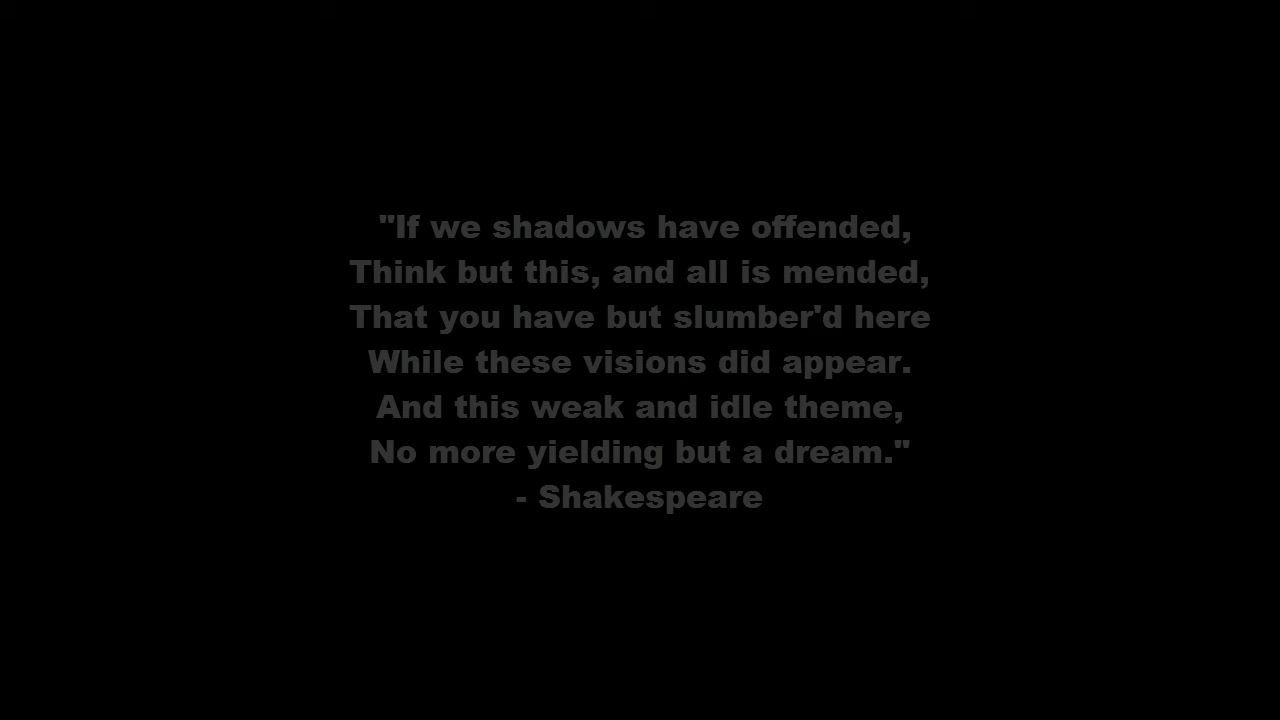 "If we shadows have offended,
Think but this, and all is mended,
That you have but slumber'd here
While these visions did appear.
And this weak and idle theme,
No more yielding but a dream."
- Shakespeare